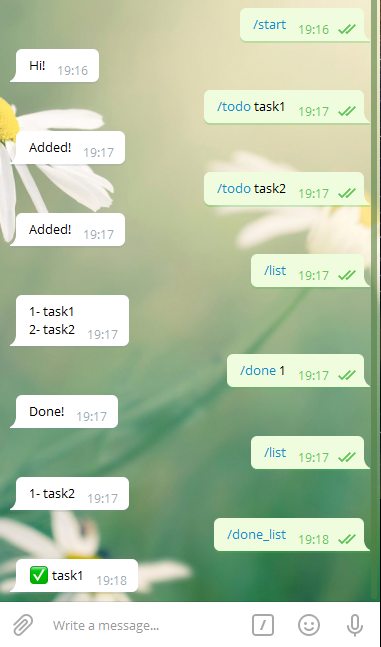 /start 19:16
Hi! 19:16
/todo task1 19:17
Added! 19:17
/todo task2 19:17
Added! 19:17
/list 19:17
1- task1
2- task2 19:17
/done 1 19:17
Done! 19:17
/list 19:17
1- task2 19:17
/done_list 19:18
✅ task1 19:18
Write a message...